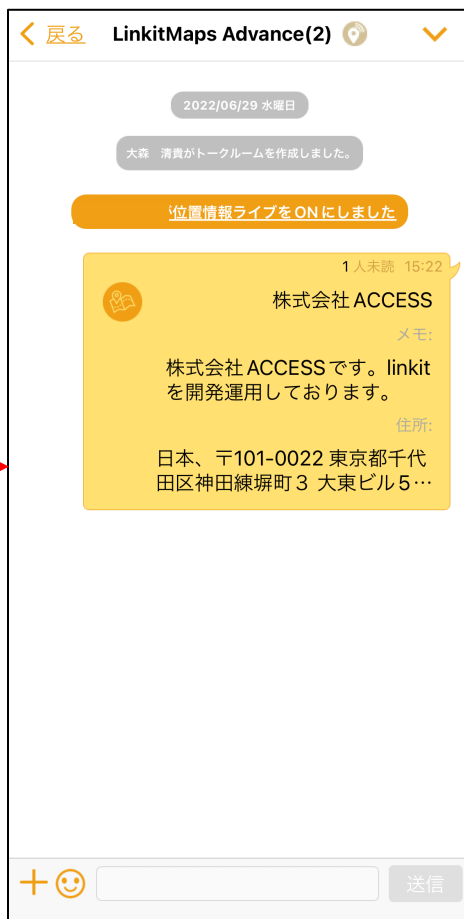 戻る LinkitMaps Advance(2)
2022/06/29 水曜日
大森 清貴がトークルームを作成しました。
位置情報ライブをONにしました
1人未読 15:22
株式会社ACCESS
メモ:
株式会社ACCESSです。linkit
を開発運用しております。
住所:
日本、〒101-0022 東京都千代
田区神田練塀町3 大東ビル5…
送信